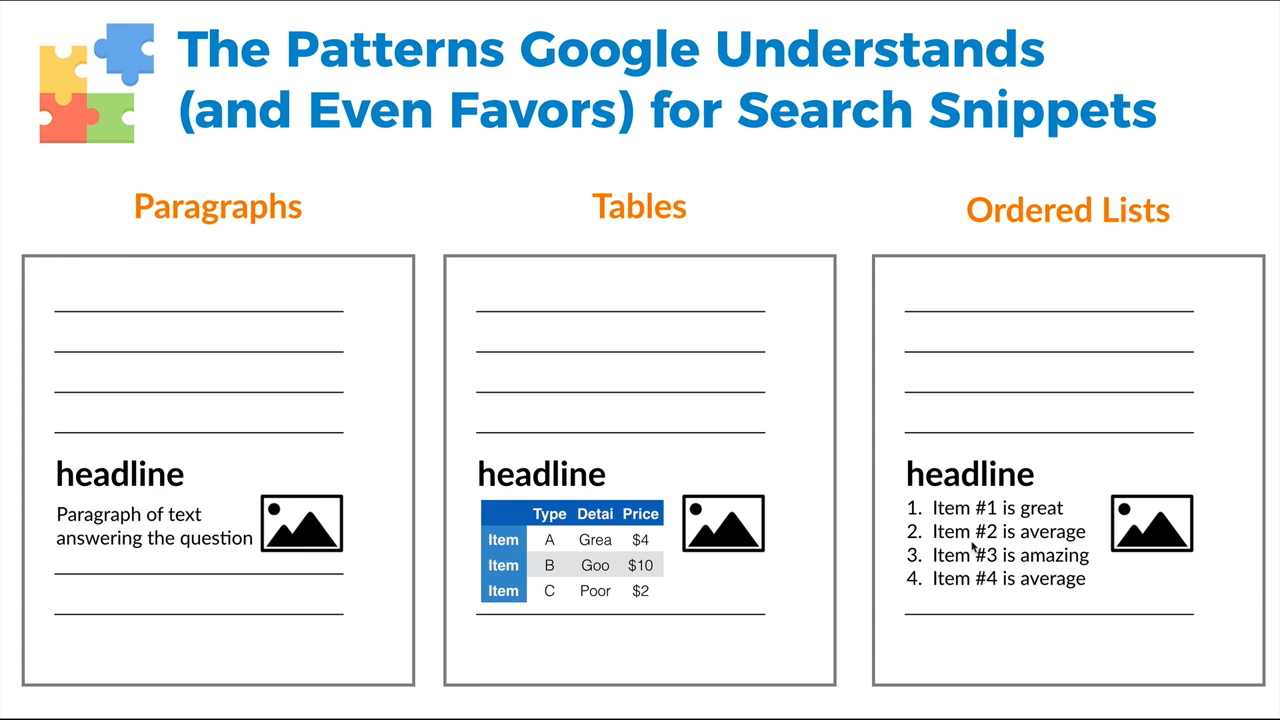 The Patterns Google Understands
(and Even Favors) for Search Snippets
Paragraphs
headline
Paragraph of text
answering the question
Tables
headline
Type Detai Price
Item A Grea $4
Item B Goo $10
Item C Poor $2
Ordered Lists
headline
1. Item #1 is great
2. Item #2 is average
3. Item #3 is amazing
4. Item #4 is average